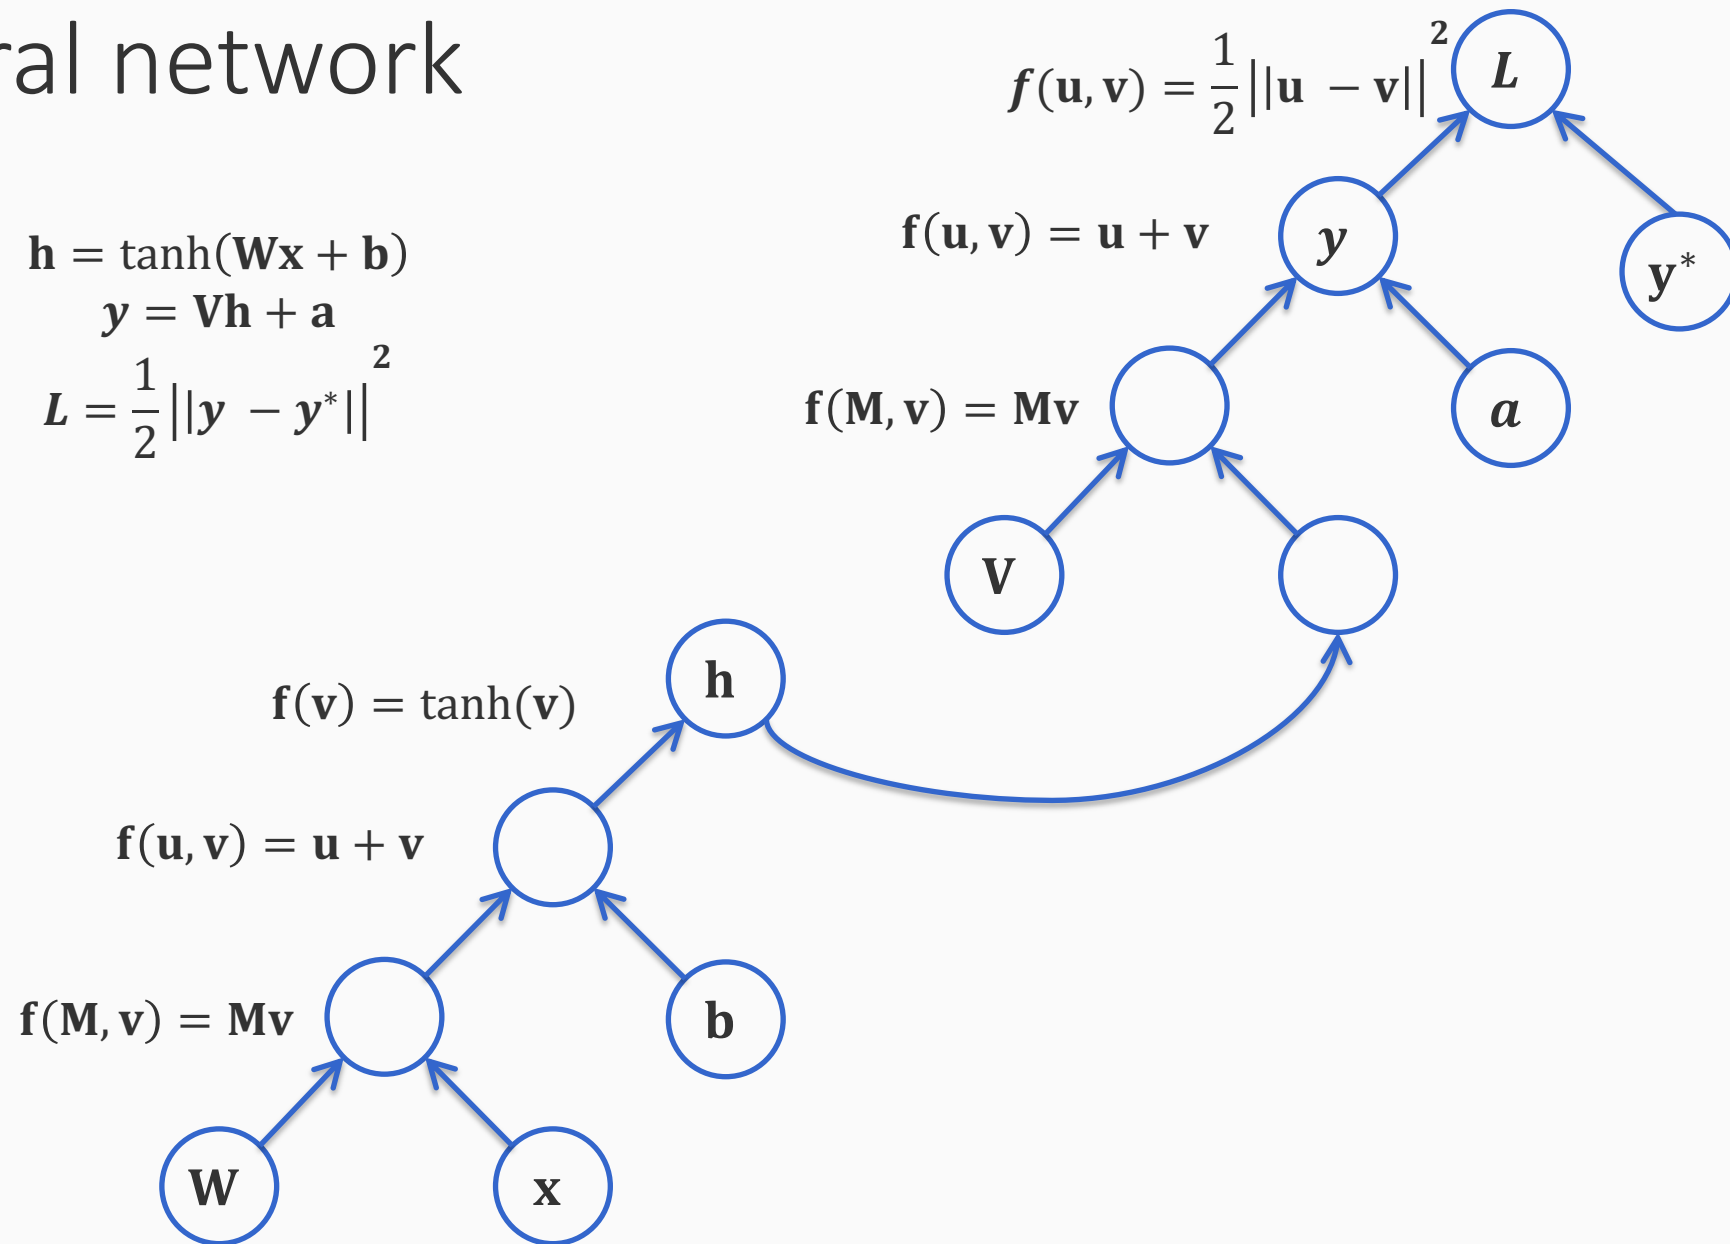 ral network
f(u, v) = 1/2 ||u − v||²
L
f(u, v) = u + v
y
y*
h = tanh(Wx + b)
y = Vh + a
L = 1/2 ||y − y*||²
f(M, v) = Mv
a
V
h
f(v) = tanh(v)
f(u, v) = u + v
f(M, v) = Mv
b
W
x